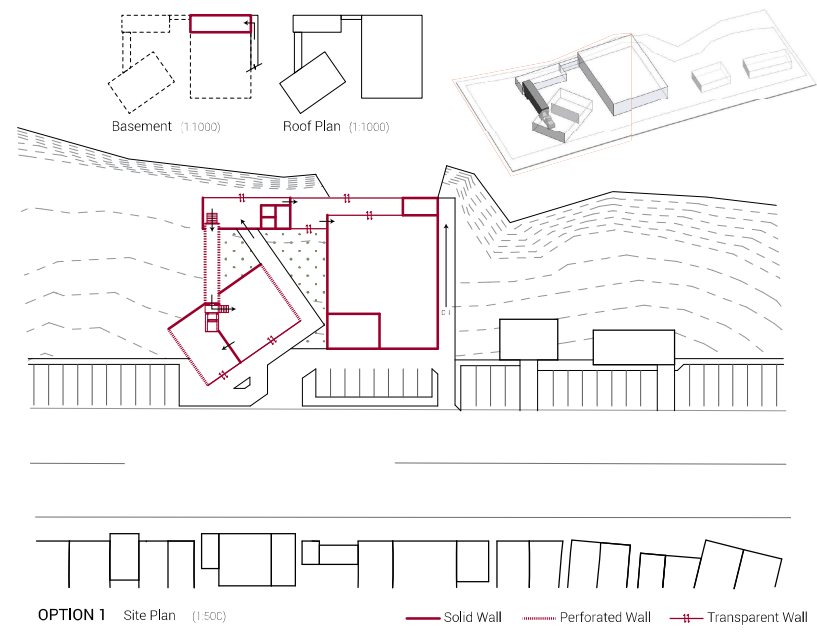 Basement (1:1000)
Roof Plan (1:1000)
OPTION 1 Site Plan (1:500)
Solid Wall
Perforated Wall
Transparent Wall